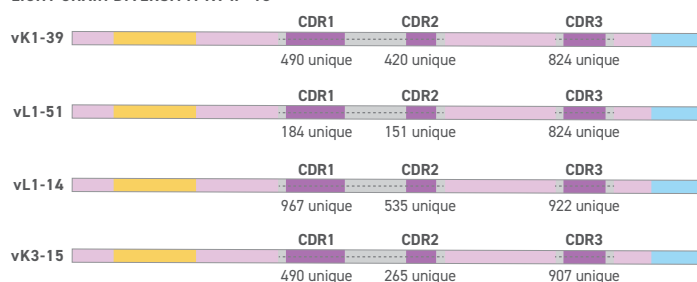 CDR1 CDR2 CDR3
vK1-39
490 unique 420 unique 824 unique
CDR1 CDR2 CDR3
vL1-51
184 unique 151 unique 824 unique
CDR1 CDR2 CDR3
vL1-14
967 unique 535 unique 922 unique
CDR1 CDR2 CDR3
vK3-15
490 unique 265 unique 907 unique